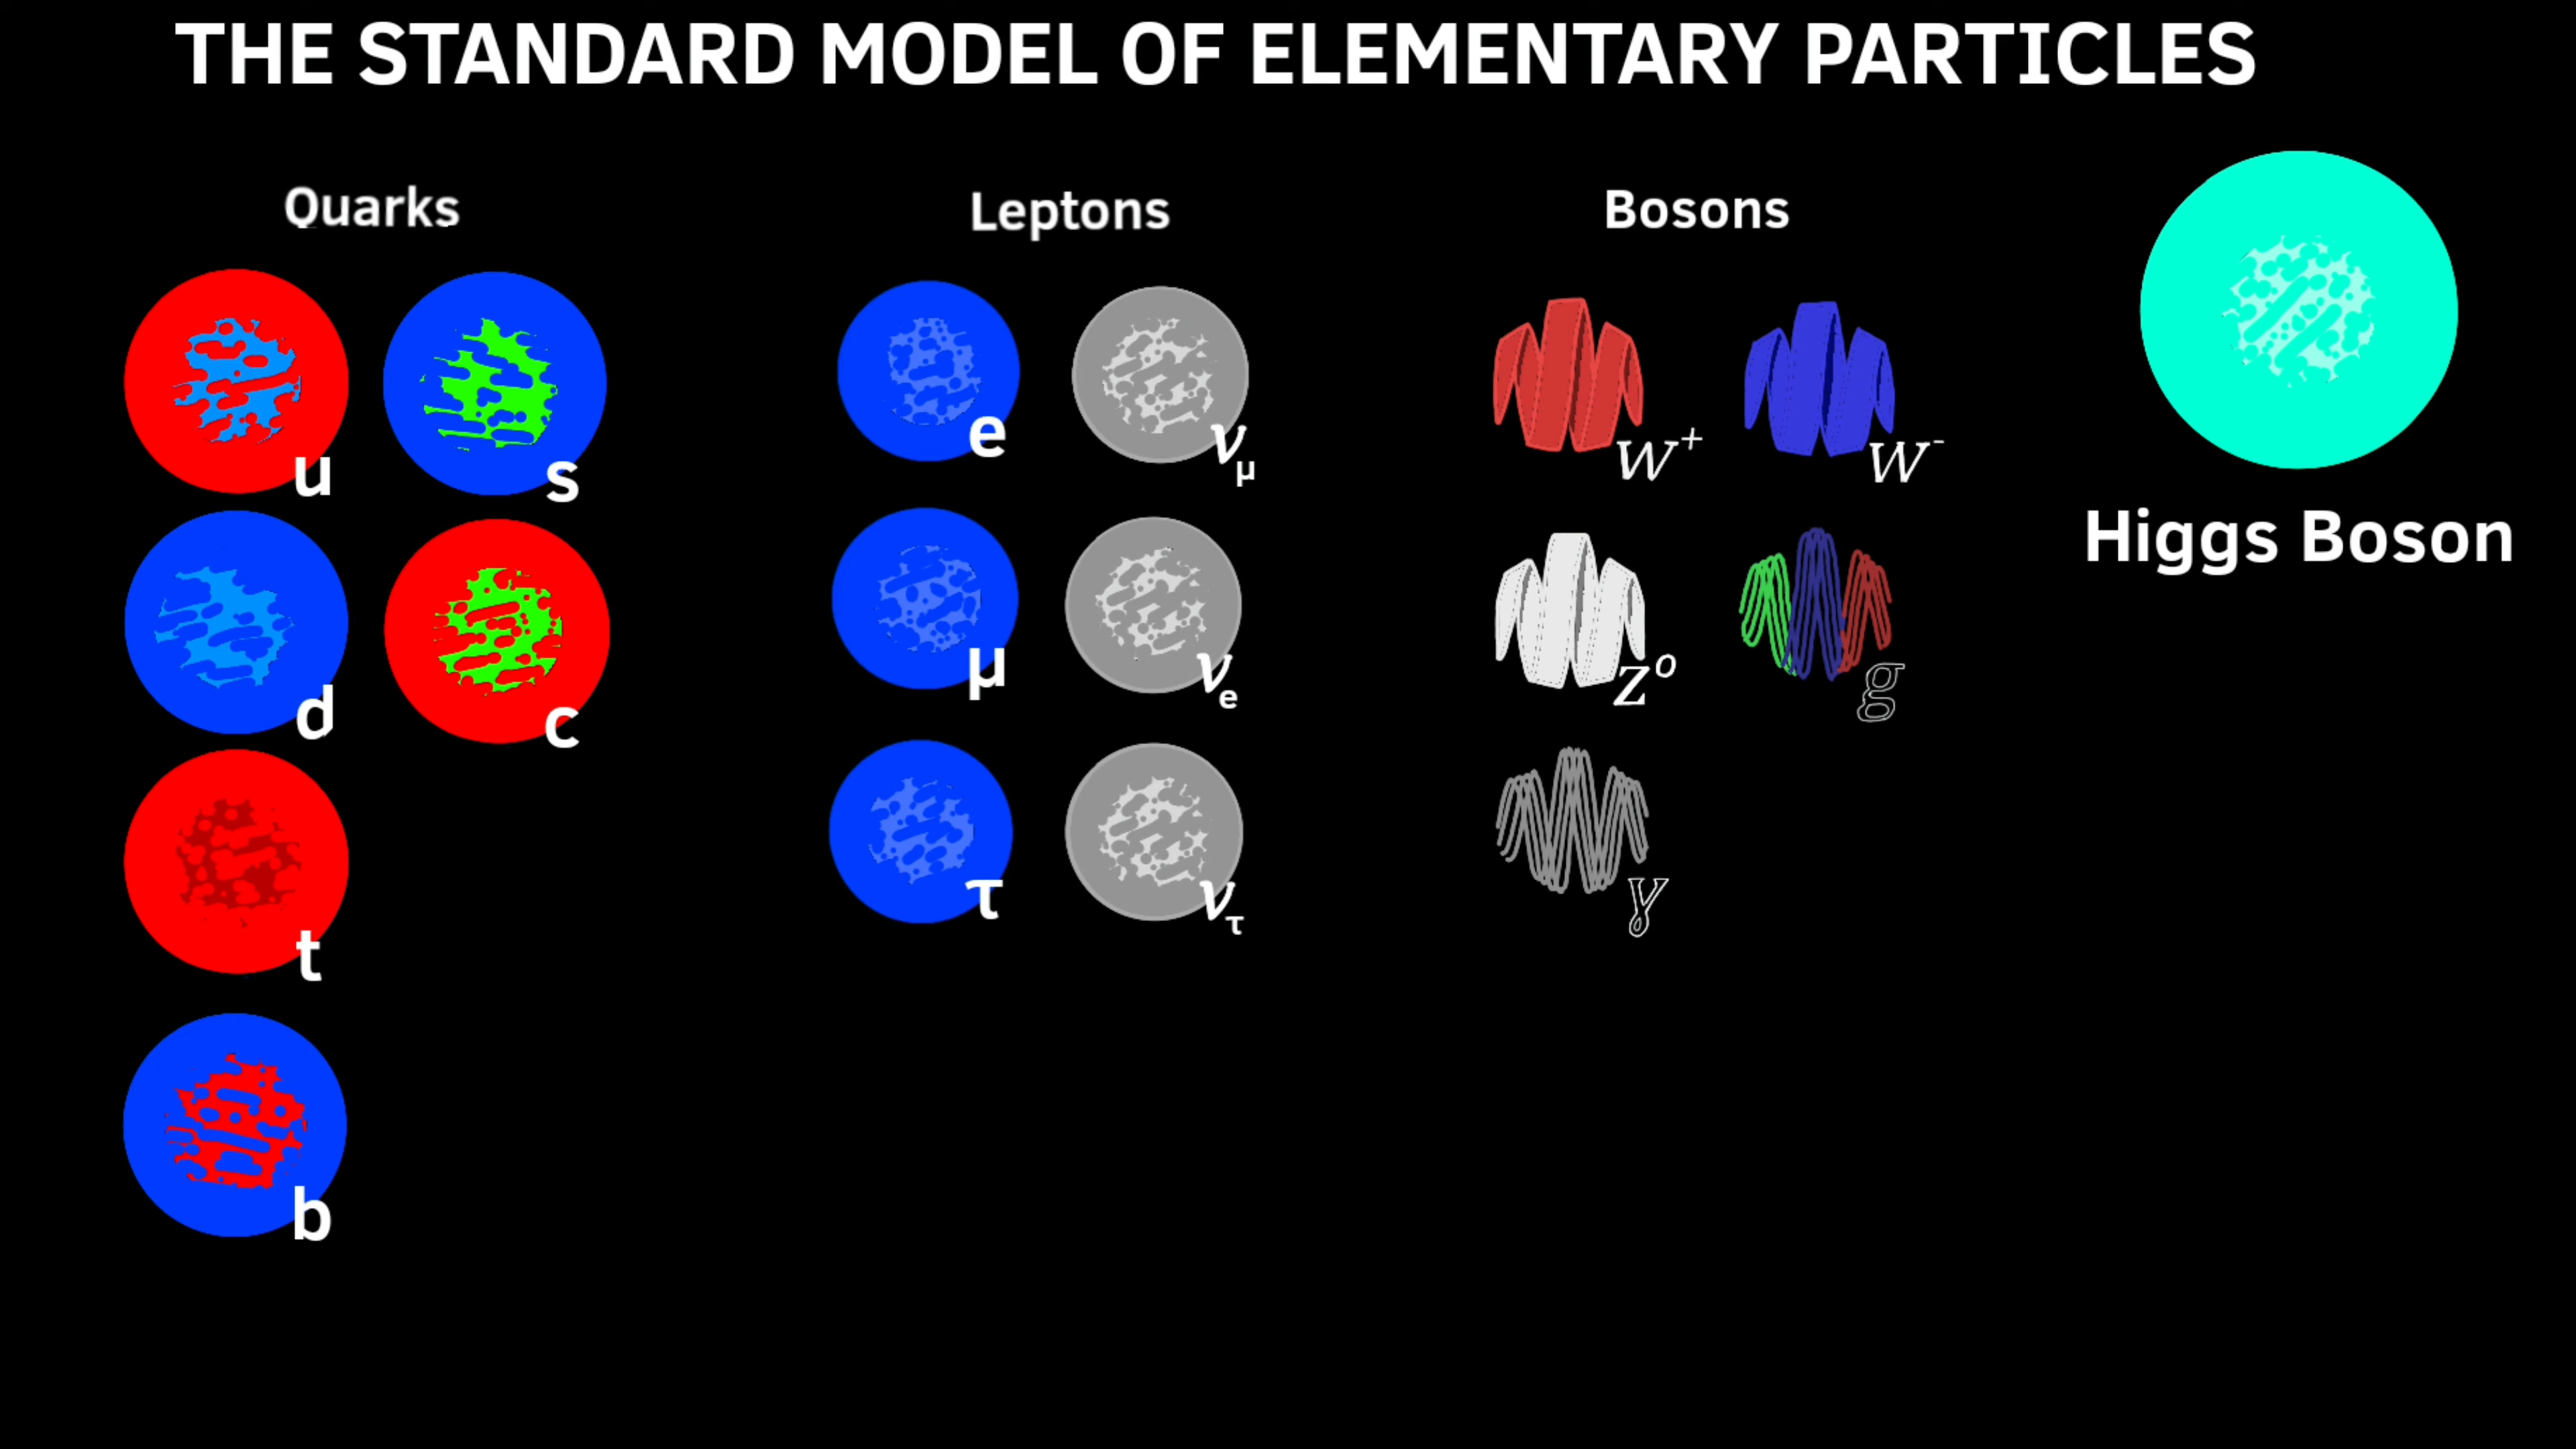 THE STANDARD MODEL OF ELEMENTARY PARTICLES
Quarks
u
s
d
c
t
b
Leptons
e
νμ
μ
νe
τ
ντ
Bosons
W⁺
W⁻
Z⁰
g
γ
Higgs Boson